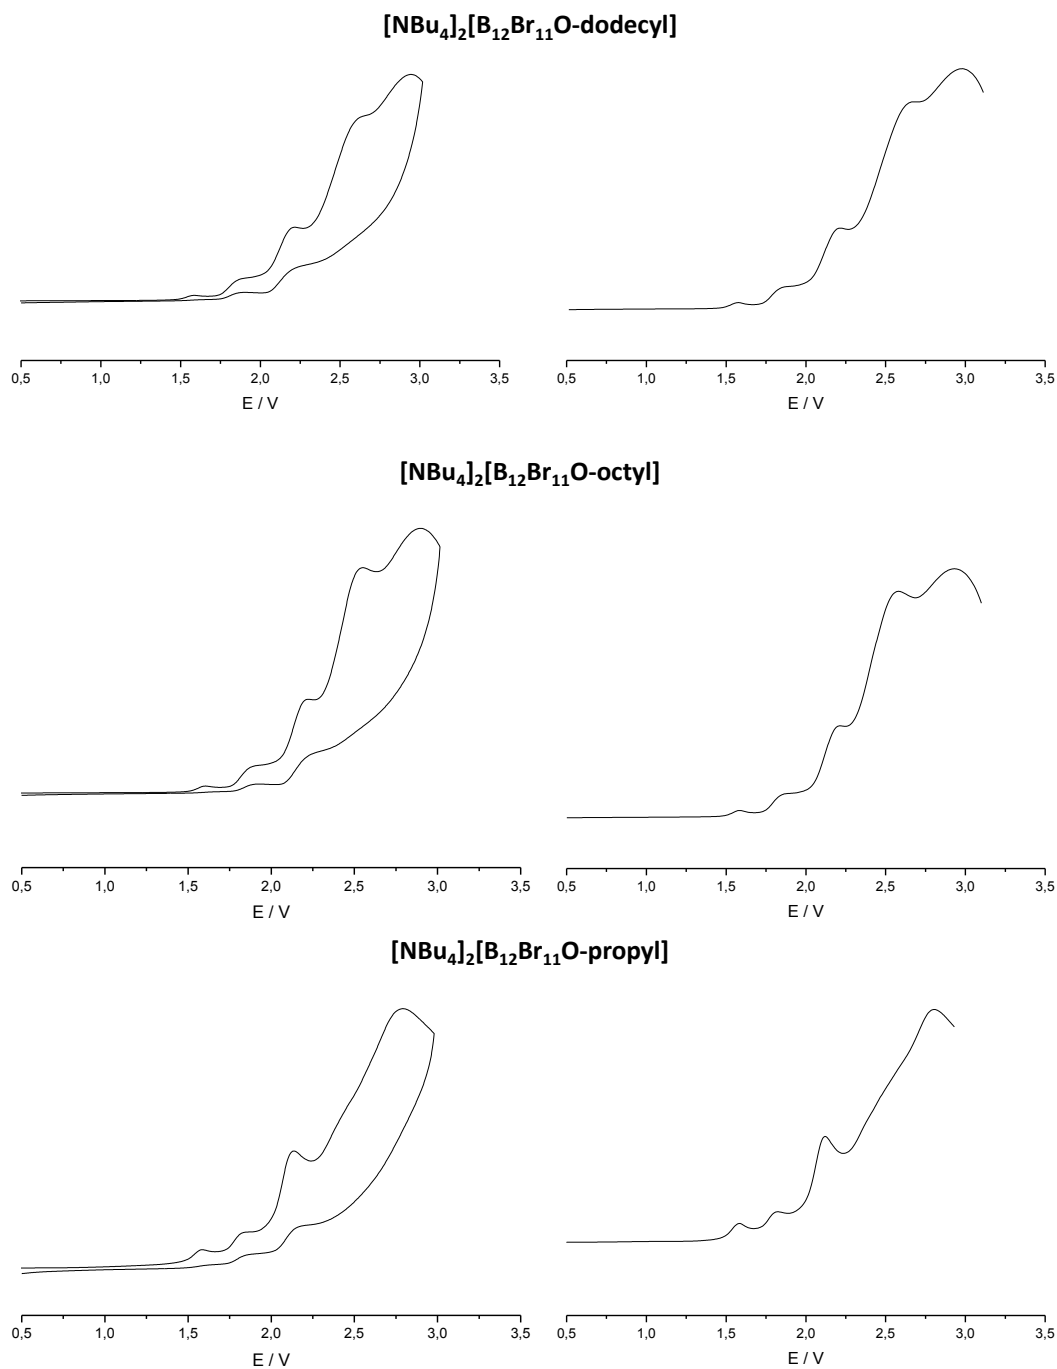 [NBu₄]₂[B₁₂Br₁₁O-dodecyl]
0,5 1,0 1,5 2,0 2,5 3,0 3,5
E / V
0,5 1,0 1,5 2,0 2,5 3,0 3,5
E / V
[NBu₄]₂[B₁₂Br₁₁O-octyl]
0,5 1,0 1,5 2,0 2,5 3,0 3,5
E / V
0,5 1,0 1,5 2,0 2,5 3,0 3,5
E / V
[NBu₄]₂[B₁₂Br₁₁O-propyl]
0,5 1,0 1,5 2,0 2,5 3,0 3,5
E / V
0,5 1,0 1,5 2,0 2,5 3,0 3,5
E / V